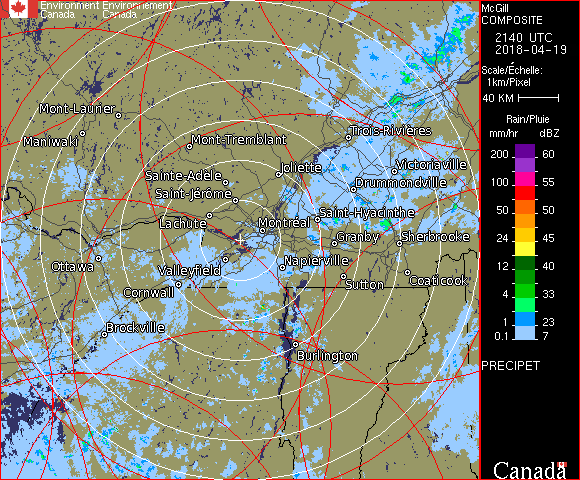 Environment Environnement
Canada Canada
McGill
COMPOSITE
2140 UTC
2018-04-19
Scale/Échelle:
1km/Pixel
40 KM
Rain/Pluie
mm/hr dBZ
200 60
100 55
50 50
24 45
12 40
4 33
1 23
0.1 7
PRECIPET
Canada
Mont-Laurier
Maniwaki
Mont-Tremblant
Trois-Rivières
Joliette
Victoriaville
Sainte-Adèle
Drummondville
Saint-Jérôme
Lachute
Saint-Hyacinthe
Montréal
Granby
Sherbrooke
Ottawa
Valleyfield
Napierville
Cornwall
Sutton
Coaticook
Brockville
Burlington